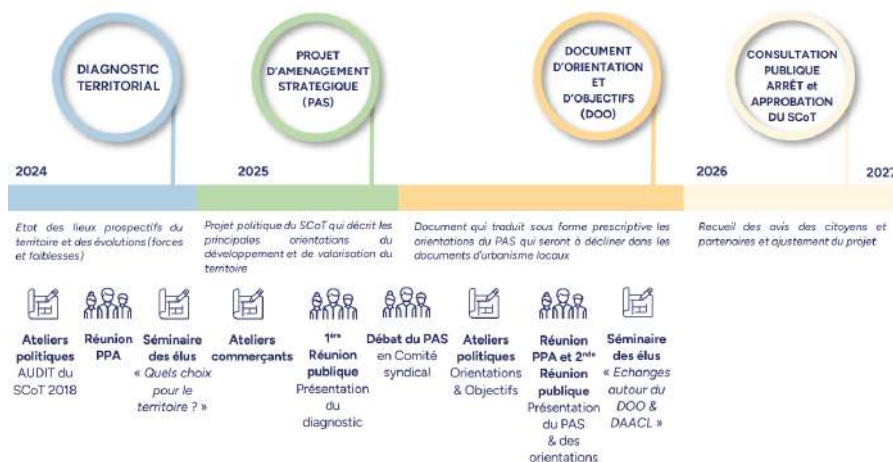 DIAGNOSTIC
TERRITORIAL
PROJET
D'AMENAGEMENT
STRATEGIQUE
(PAS)
DOCUMENT
D'ORIENTATION
ET
D'OBJECTIFS
(DOO)
CONSULTATION
PUBLIQUE
ARRÊT et
APPROBATION
DU SCoT
2024
2025
2026
2027
Etat des lieux prospectifs du
territoire et des évolutions (forces
et faiblesses)
Projet politique du SCoT qui décrit les
principales orientations du
développement et de valorisation du
territoire
Document qui traduit sous forme prescriptive les
orientations du PAS qui seront à décliner dans les
documents d'urbanisme locaux
Recueil des avis des citoyens et
partenaires et ajustement du projet
Ateliers
politiques
AUDIT du
SCoT 2018
Réunion
PPA
Séminaire
des élus
« Quels choix
pour le
territoire ? »
Ateliers
commerçants
1ère
Réunion
publique
Présentation
du
diagnostic
Débat du PAS
en Comité
syndical
Ateliers
politiques
Orientations
& Objectifs
Réunion
PPA et 2nde
Réunion
publique
Présentation
du PAS
& des
orientations
Séminaire
des élus
« Echanges
autour du
DOO &
DAACL »